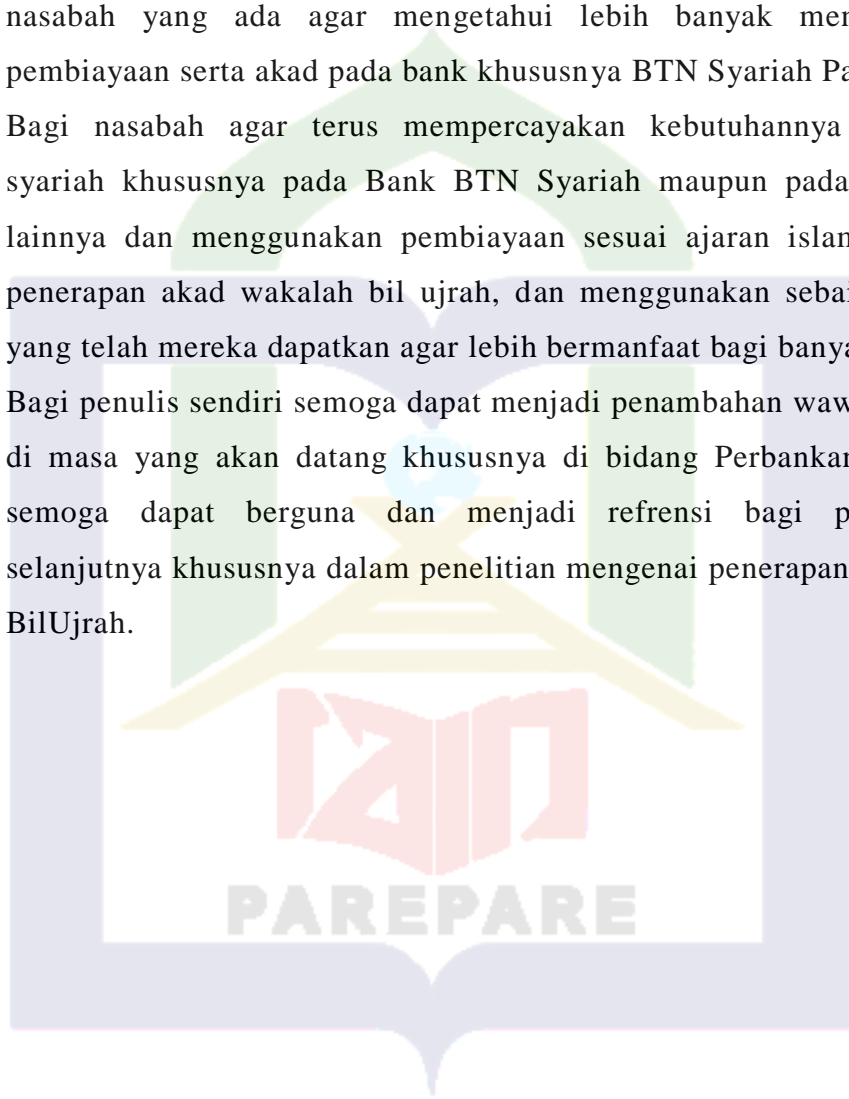 nasabah yang ada agar mengetahui lebih banyak men
pembiayaan serta akad pada bank khususnya BTN Syariah Pa
Bagi nasabah agar terus mempercayakan kebutuhannya
syariah khususnya pada Bank BTN Syariah maupun pada
lainnya dan menggunakan pembiayaan sesuai ajaran islan
penerapan akad wakalah bil ujrah, dan menggunakan sebai
yang telah mereka dapatkan agar lebih bermanfaat bagi banya
Bagi penulis sendiri semoga dapat menjadi penambahan waw
di masa yang akan datang khususnya di bidang Perbankan
semoga dapat berguna dan menjadi refrensi bagi p
selanjutnya khususnya dalam penelitian mengenai penerapan
BilUjrah.
iain
PAREPARE